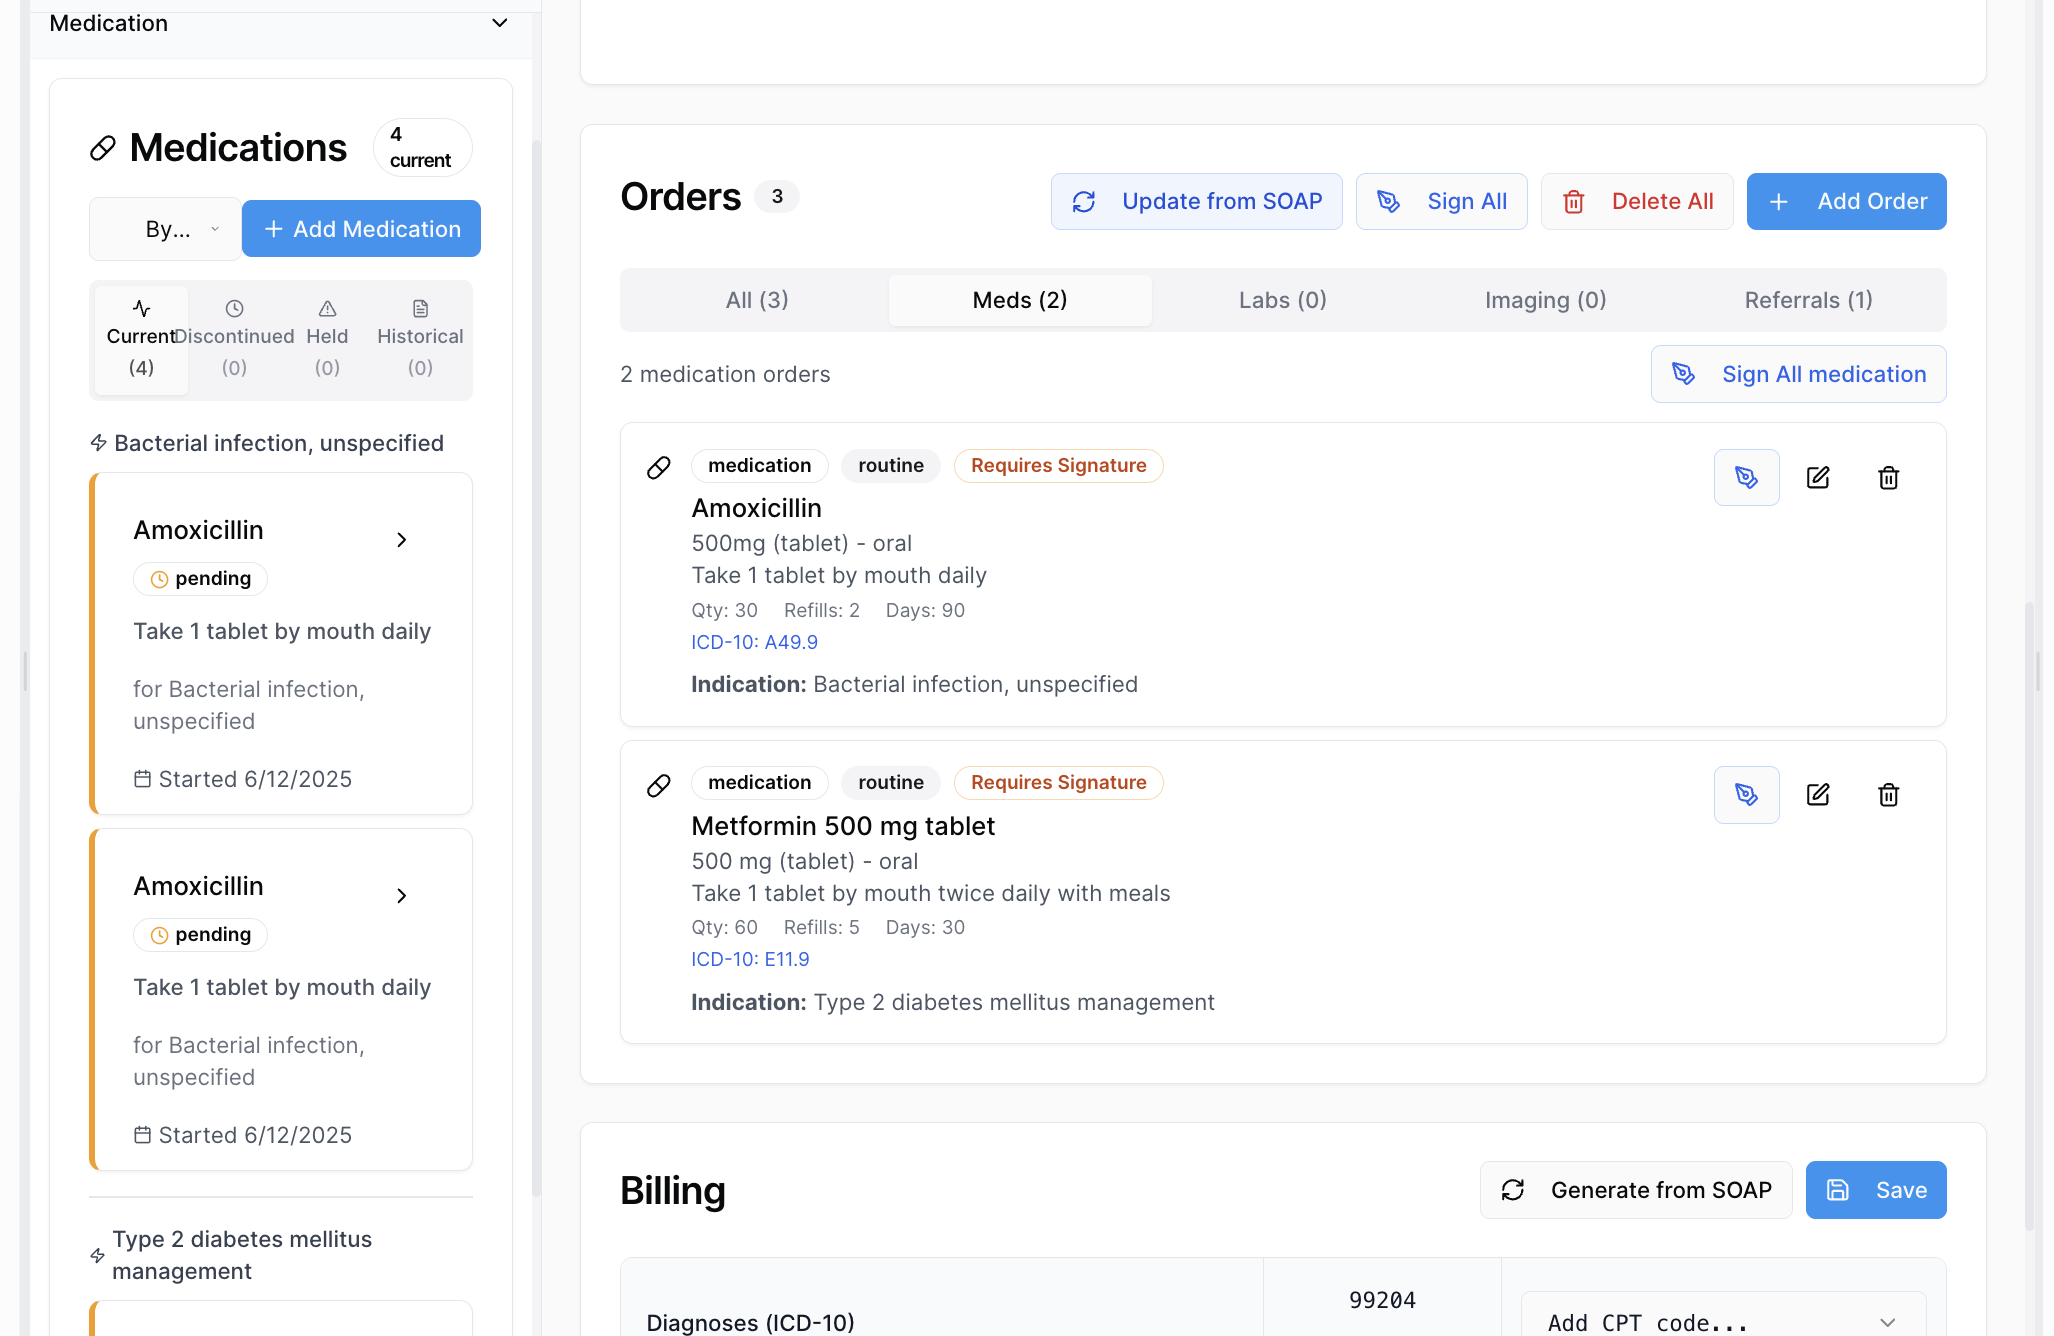 Medication
Medications
4
current
By...
Add Medication
Current
(4)
Discontinued
(0)
Held
(0)
Historical
(0)
Bacterial infection, unspecified
Amoxicillin
pending
Take 1 tablet by mouth daily
for Bacterial infection,
unspecified
Started 6/12/2025
Amoxicillin
pending
Take 1 tablet by mouth daily
for Bacterial infection,
unspecified
Started 6/12/2025
Type 2 diabetes mellitus
management
Orders 3
Update from SOAP
Sign All
Delete All
Add Order
All (3)
Meds (2)
Labs (0)
Imaging (0)
Referrals (1)
2 medication orders
Sign All medication
medication routine Requires Signature
Amoxicillin
500mg (tablet) - oral
Take 1 tablet by mouth daily
Qty: 30 Refills: 2 Days: 90
ICD-10: A49.9
Indication: Bacterial infection, unspecified
medication routine Requires Signature
Metformin 500 mg tablet
500 mg (tablet) - oral
Take 1 tablet by mouth twice daily with meals
Qty: 60 Refills: 5 Days: 30
ICD-10: E11.9
Indication: Type 2 diabetes mellitus management
Billing
Generate from SOAP
Save
Diagnoses (ICD-10)
99204
Add CPT code...